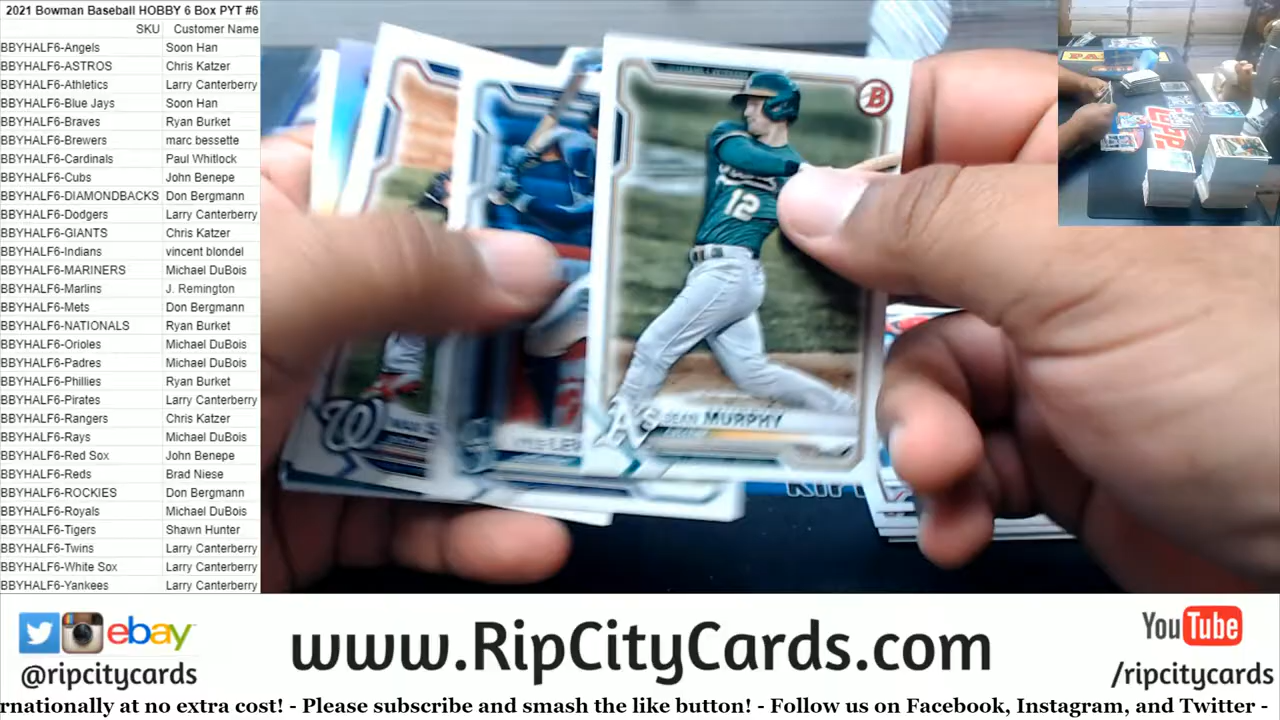 2021 Bowman Baseball HOBBY 6 Box PYT #6
SKU Customer Name
BBYHALF6-Angels Soon Han
BBYHALF6-ASTROS Chris Katzer
BBYHALF6-Athletics Larry Canterberry
BBYHALF6-Blue Jays Soon Han
BBYHALF6-Braves Ryan Burket
BBYHALF6-Brewers marc bessette
BBYHALF6-Cardinals Paul Whitlock
BBYHALF6-Cubs John Benepe
BBYHALF6-DIAMONDBACKS Don Bergmann
BBYHALF6-Dodgers Larry Canterberry
BBYHALF6-GIANTS Chris Katzer
BBYHALF6-Indians vincent blondel
BBYHALF6-MARINERS Michael DuBois
BBYHALF6-Marlins J. Remington
BBYHALF6-Mets Don Bergmann
BBYHALF6-NATIONALS Ryan Burket
BBYHALF6-Orioles Michael DuBois
BBYHALF6-Padres Michael DuBois
BBYHALF6-Phillies Ryan Burket
BBYHALF6-Pirates Larry Canterberry
BBYHALF6-Rangers Chris Katzer
BBYHALF6-Rays Michael DuBois
BBYHALF6-Red Sox John Benepe
BBYHALF6-Reds Brad Niese
BBYHALF6-ROCKIES Don Bergmann
BBYHALF6-Royals Michael DuBois
BBYHALF6-Tigers Shawn Hunter
BBYHALF6-Twins Larry Canterberry
BBYHALF6-White Sox Larry Canterberry
BBYHALF6-Yankees Larry Canterberry
B
12
A's
SEAN MURPHY
W
ebay
@ripcitycards
www.RipCityCards.com
YouTube
/ripcitycards
rnationally at no extra cost! - Please subscribe and smash the like button! - Follow us on Facebook, Instagram, and Twitter -